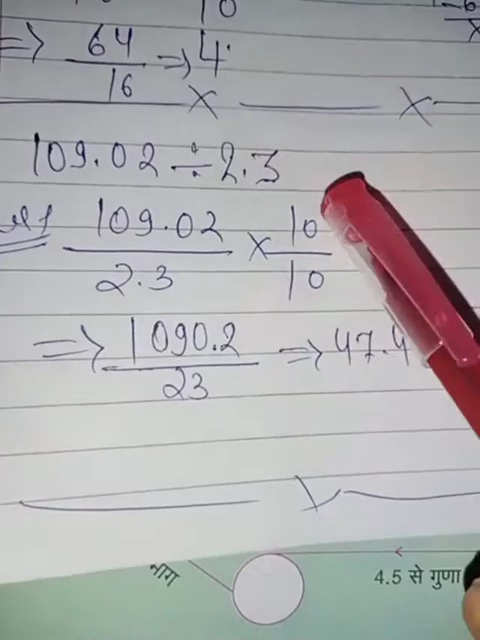 10
⇒ 64/16 ⇒ 4
× ×
109.02 ÷ 2.3
109.02/2.3 × 10/10
⇒ 1090.2/23 ⇒ 47.4
भाग
4.5 से गुणा